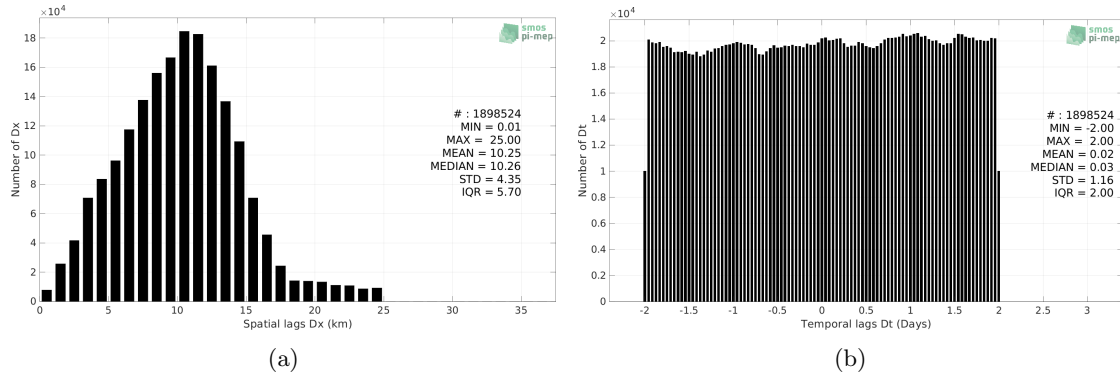 ×10⁴
18
16
14
12
10
8
6
4
2
0
Number of Dx
0 5 10 15 20 25 30 35
Spatial lags Dx (km)
smos
pi-mep
# : 1898524
MIN = 0.01
MAX = 25.00
MEAN = 10.25
MEDIAN = 10.26
STD = 4.35
IQR = 5.70
(a)
×10⁴
2
1.8
1.6
1.4
1.2
1
0.8
0.6
0.4
0.2
0
Number of Dt
-2 -1.5 -1 -0.5 0 0.5 1 1.5 2 2.5 3
Temporal lags Dt (Days)
smos
pi-mep
# : 1898524
MIN = -2.00
MAX = 2.00
MEAN = 0.02
MEDIAN = 0.03
STD = 1.16
IQR = 2.00
(b)